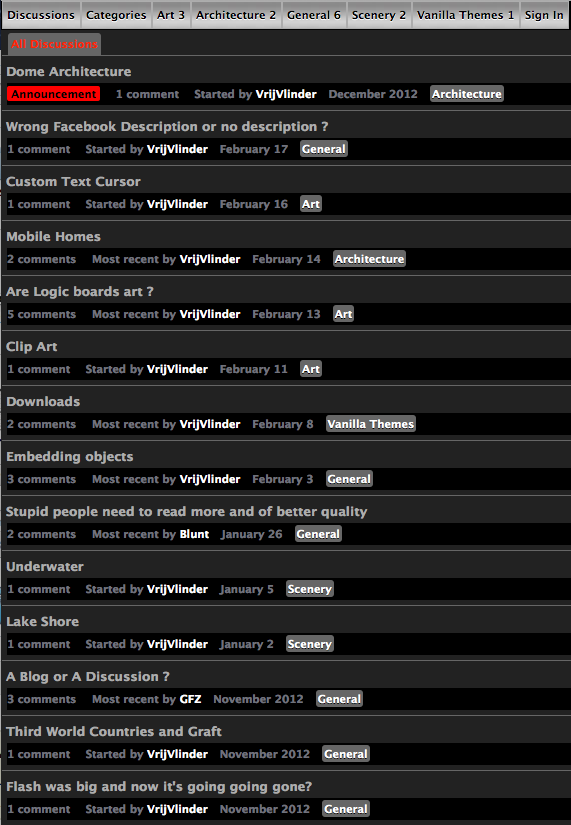 Discussions Categories Art 3 Architecture 2 General 6 Scenery 2 Vanilla Themes 1 Sign In
All Discussions
Dome Architecture
Announcement 1 comment Started by VrijVlinder December 2012 Architecture
Wrong Facebook Description or no description ?
1 comment Started by VrijVlinder February 17 General
Custom Text Cursor
1 comment Started by VrijVlinder February 16 Art
Mobile Homes
2 comments Most recent by VrijVlinder February 14 Architecture
Are Logic boards art ?
5 comments Most recent by VrijVlinder February 13 Art
Clip Art
1 comment Started by VrijVlinder February 11 Art
Downloads
2 comments Most recent by VrijVlinder February 8 Vanilla Themes
Embedding objects
3 comments Most recent by VrijVlinder February 3 General
Stupid people need to read more and of better quality
2 comments Most recent by Blunt January 26 General
Underwater
1 comment Started by VrijVlinder January 5 Scenery
Lake Shore
1 comment Started by VrijVlinder January 2 Scenery
A Blog or A Discussion ?
3 comments Most recent by GFZ November 2012 General
Third World Countries and Graft
1 comment Started by VrijVlinder November 2012 General
Flash was big and now it's going going gone?
1 comment Started by VrijVlinder November 2012 General